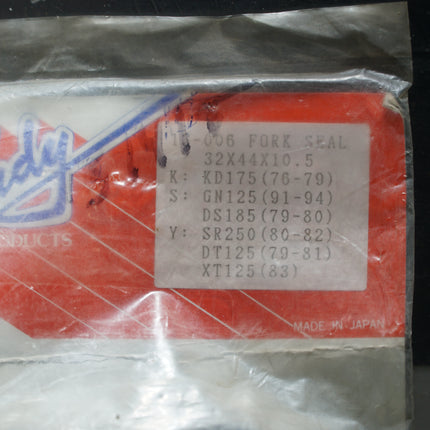 -006 FORK SEAL
32X44X10.5
K: KD175(76-79)
S: GN125(91-94)
DS185(79-80)
Y: SR250(80-82)
DT125(79-81)
XT125(83)
MADE IN JAPAN